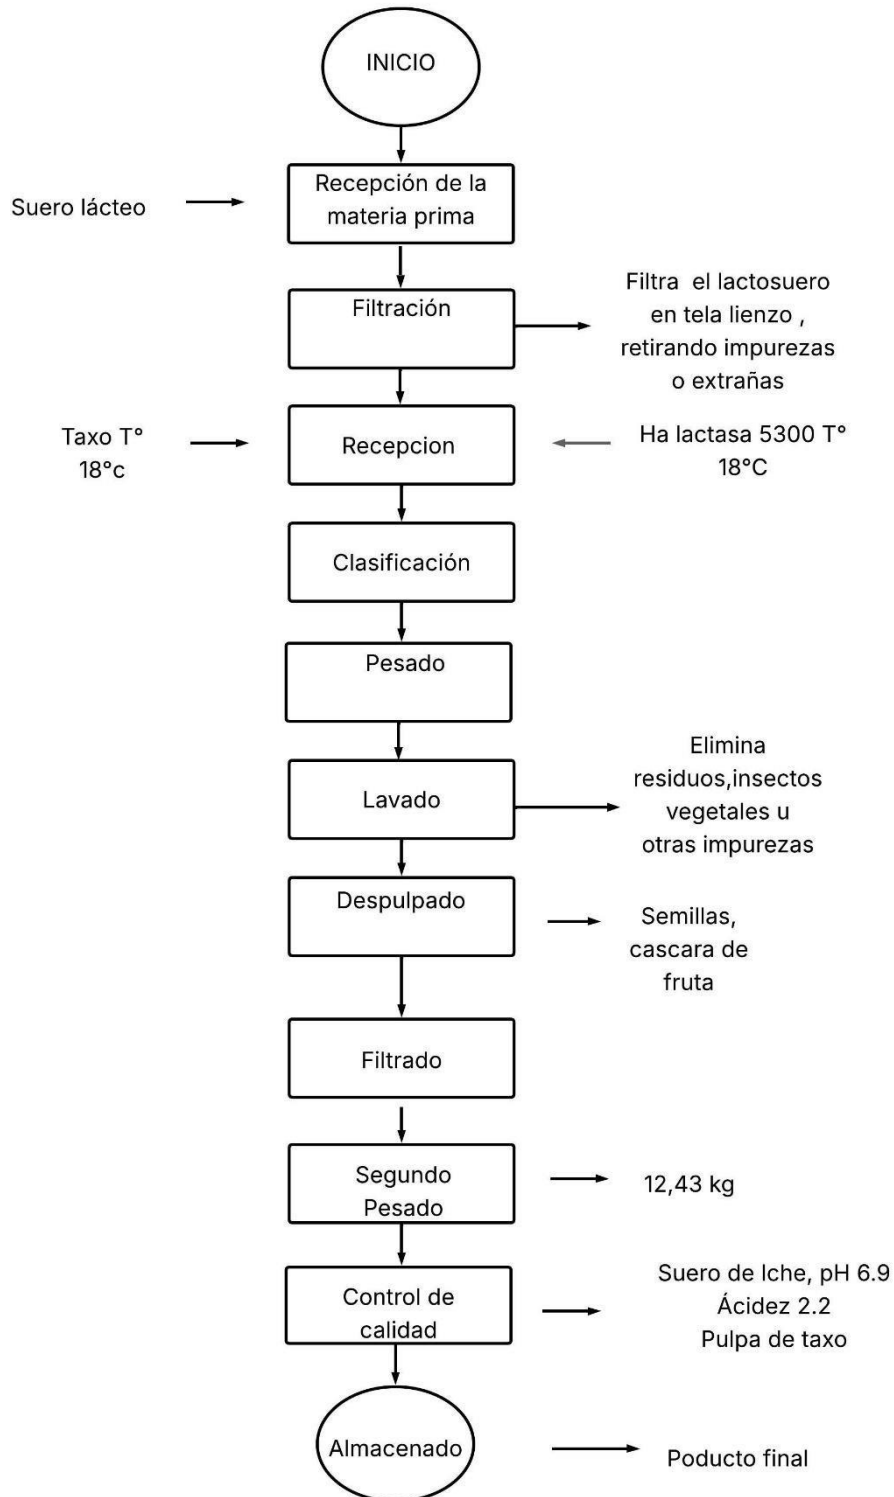 INICIO
Suero lácteo
Recepción de la
materia prima
Filtración
Filtra el lactosuero
en tela lienzo ,
retirando impurezas
o extrañas
Taxo T°
18°c
Recepcion
Ha lactasa 5300 T°
18°C
Clasificación
Pesado
Lavado
Elimina
residuos,insectos
vegetales u
otras impurezas
Despulpado
Semillas,
cascara de
fruta
Filtrado
Segundo
Pesado
12,43 kg
Control de
calidad
Suero de lche, pH 6.9
Ácidez 2.2
Pulpa de taxo
Almacenado
Poducto final